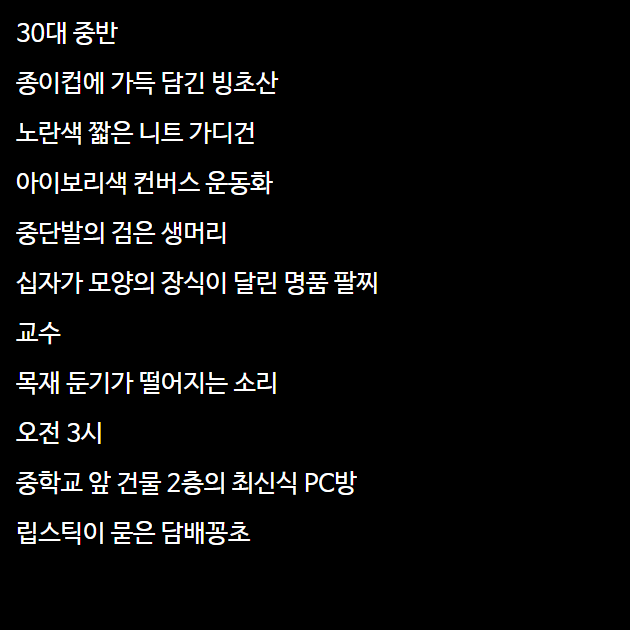 30대 중반
종이컵에 가득 담긴 빙초산
노란색 짧은 니트 가디건
아이보리색 컨버스 운동화
중단발의 검은 생머리
십자가 모양의 장식이 달린 명품 팔찌
교수
목재 둔기가 떨어지는 소리
오전 3시
중학교 앞 건물 2층의 최신식 PC방
립스틱이 묻은 담배꽁초